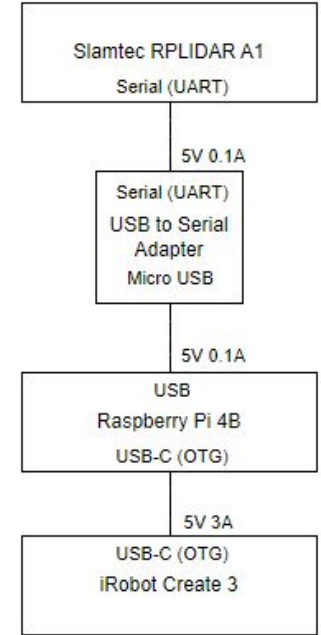 Slamtec RPLIDAR A1
Serial (UART)
5V 0.1A
Serial (UART)
USB to Serial
Adapter
Micro USB
5V 0.1A
USB
Raspberry Pi 4B
USB-C (OTG)
5V 3A
USB-C (OTG)
iRobot Create 3